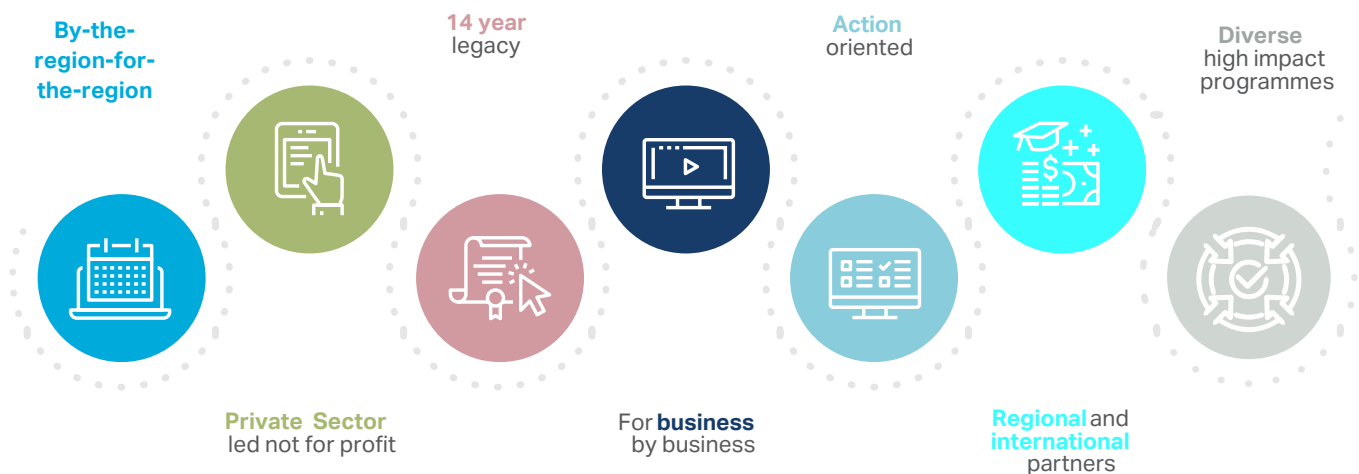 By-the-
region-for-
the-region
Private Sector
led not for profit
14 year
legacy
For business
by business
Action
oriented
Regional and
international
partners
Diverse
high impact
programmes